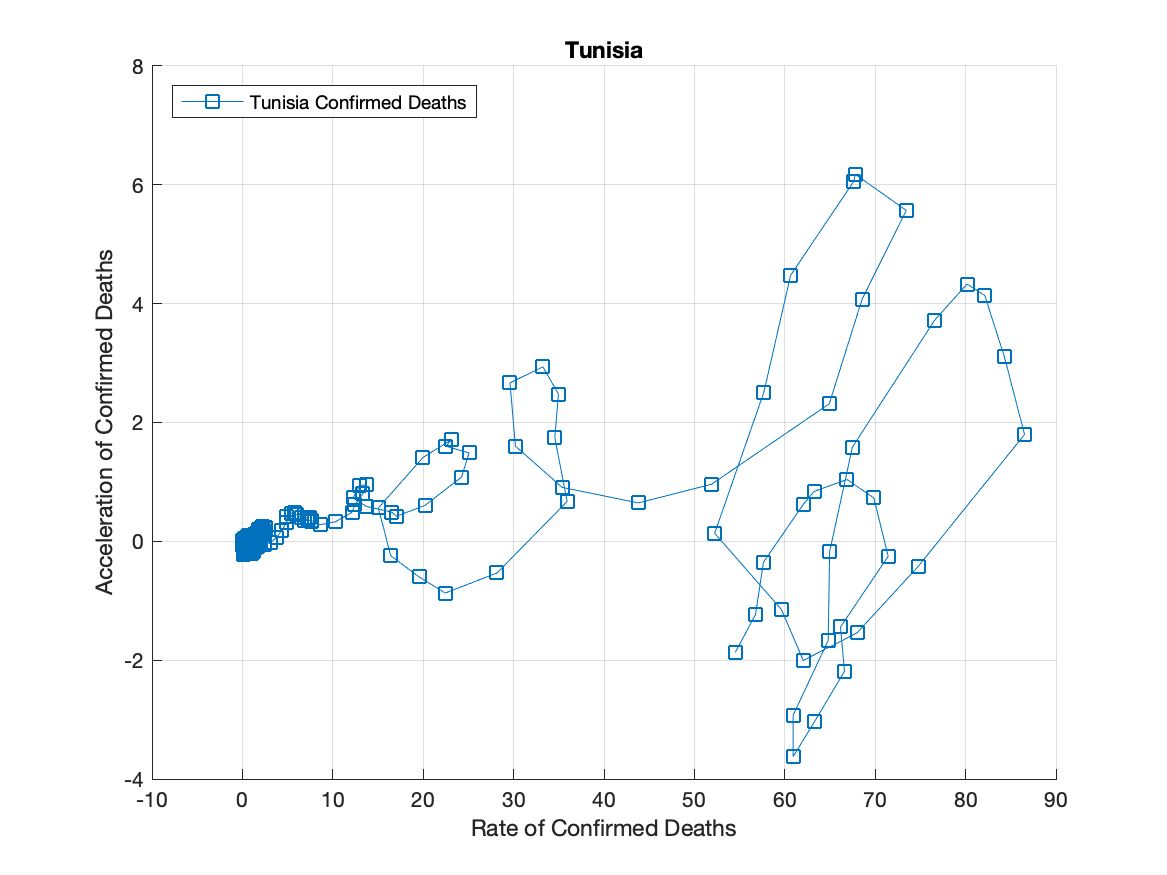 Tunisia
Tunisia Confirmed Deaths
8
6
4
2
0
-2
-4
Acceleration of Confirmed Deaths
-10 0 10 20 30 40 50 60 70 80 90
Rate of Confirmed Deaths